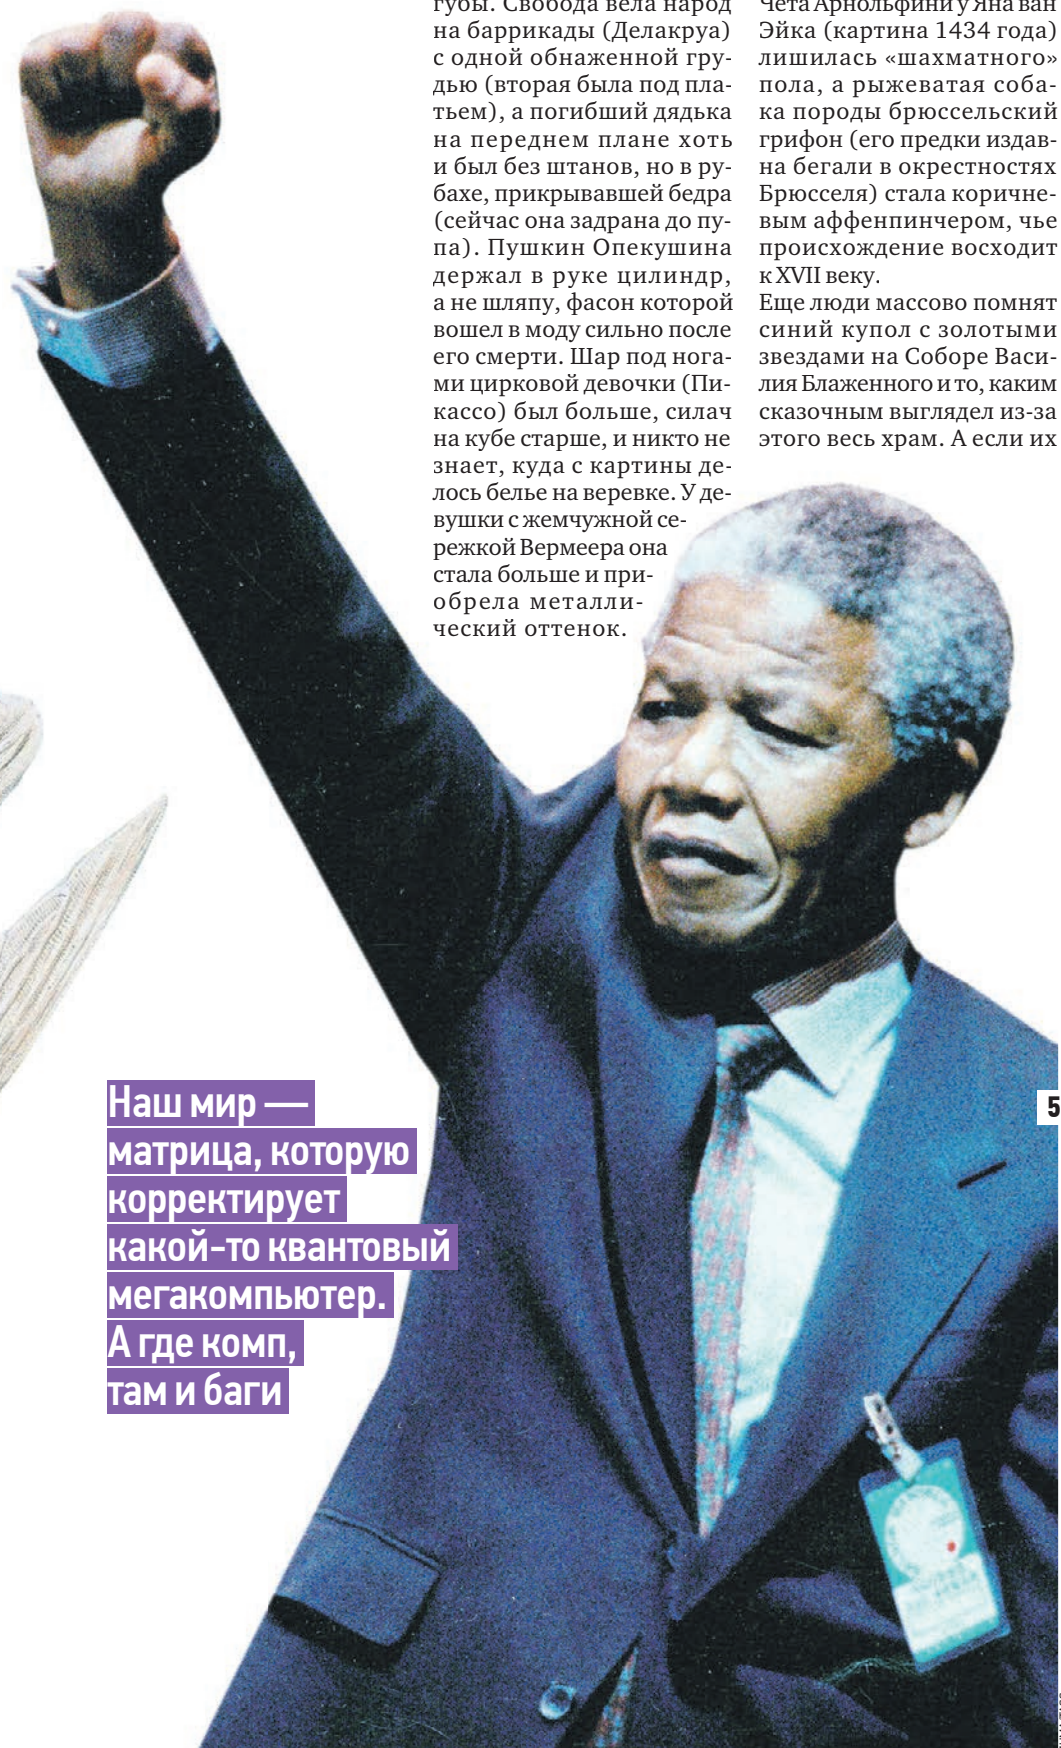 губы. Свобода вела народ
на баррикады (Делакруа)
с одной обнаженной гру-
дью (вторая была под пла-
тьем), а погибший дядька
на переднем плане хоть
и был без штанов, но в ру-
бахе, прикрывавшей бедра
(сейчас она задрана до пу-
па). Пушкин Опекушина
держал в руке цилиндр,
а не шляпу, фасон которой
вошел в моду сильно после
его смерти. Шар под нога-
ми цирковой девочки (Пи-
кассо) был больше, силач
на кубе старше, и никто не
знает, куда с картины де-
лось белье на веревке. У де-
вушки с жемчужной се-
режкой Вермеера она
стала больше и при-
обрела металли-
ческий оттенок.
Чета Арнольфини у Яна ван
Эйка (картина 1434 года)
лишилась «шахматного»
пола, а рыжеватая соба-
ка породы брюссельский
грифон (его предки издав-
на бегали в окрестностях
Брюсселя) стала коричне-
вым аффенпинчером, чье
происхождение восходит
к XVII веку.
Еще люди массово помнят
синий купол с золотыми
звездами на Соборе Васи-
лия Блаженного и то, каким
сказочным выглядел из-за
этого весь храм. А если их
Наш мир —
матрица, которую
корректирует
какой-то квантовый
мегакомпьютер.
А где комп,
там и баги
5